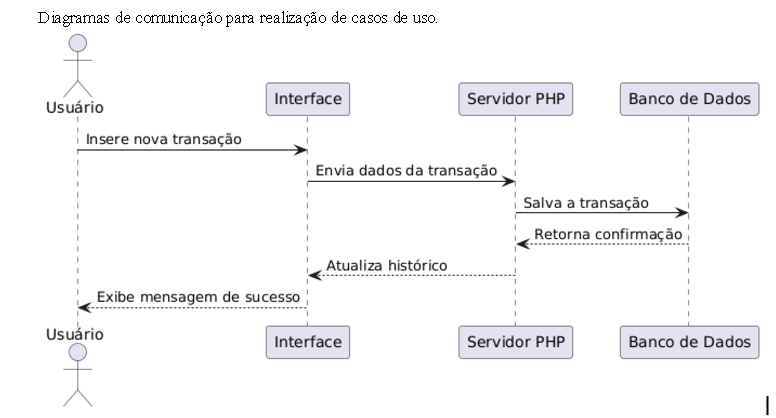 Diagramas de comunicação para realização de casos de uso.
Usuário
Interface
Servidor PHP
Banco de Dados
Insere nova transação
Envia dados da transação
Salva a transação
Retorna confirmação
Atualiza histórico
Exibe mensagem de sucesso
Usuário
Interface
Servidor PHP
Banco de Dados